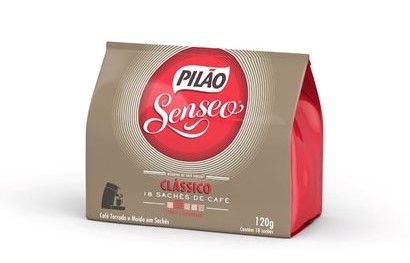 PILÃO
Senseo
CLÁSSICO
18 SACHÊS DE CAFÉ
Café Torrado e Moído em Sachês
120g
Contém 18 sachês